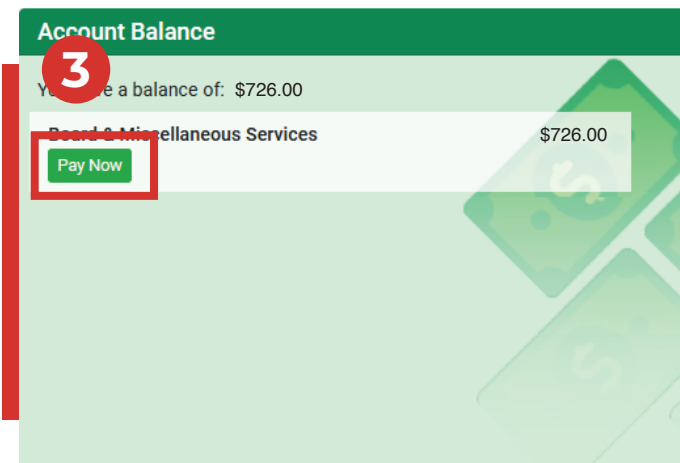 Account Balance
3
a balance of: $726.00
Board & Miscellaneous Services $726.00
Pay Now